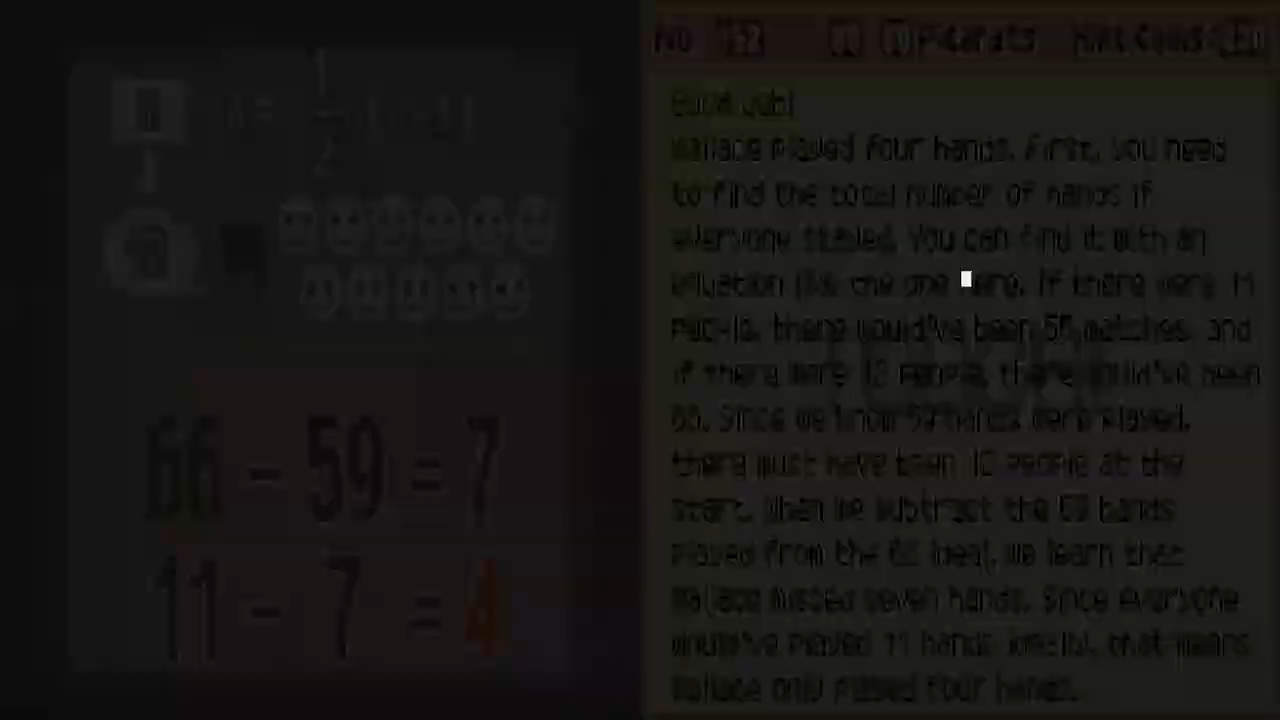 66 - 59 = 7
11 - 7 = 4
No
Good Job!
Wallace played four hands. First, you need
to find the total number of hands if
everyone stayed. You can find it with an
equation like the one here. If there were 11
people, there would've been 55 matches, and
if there were 12 people, there would've been
66. Since we know 59 hands were played,
there must have been 12 people at the
start. When we subtract the 59 hands
played from the 66 ideal, we learn that
Wallace missed seven hands. Since everyone
would've played 11 hands ideally, that means
Wallace only played four hands.